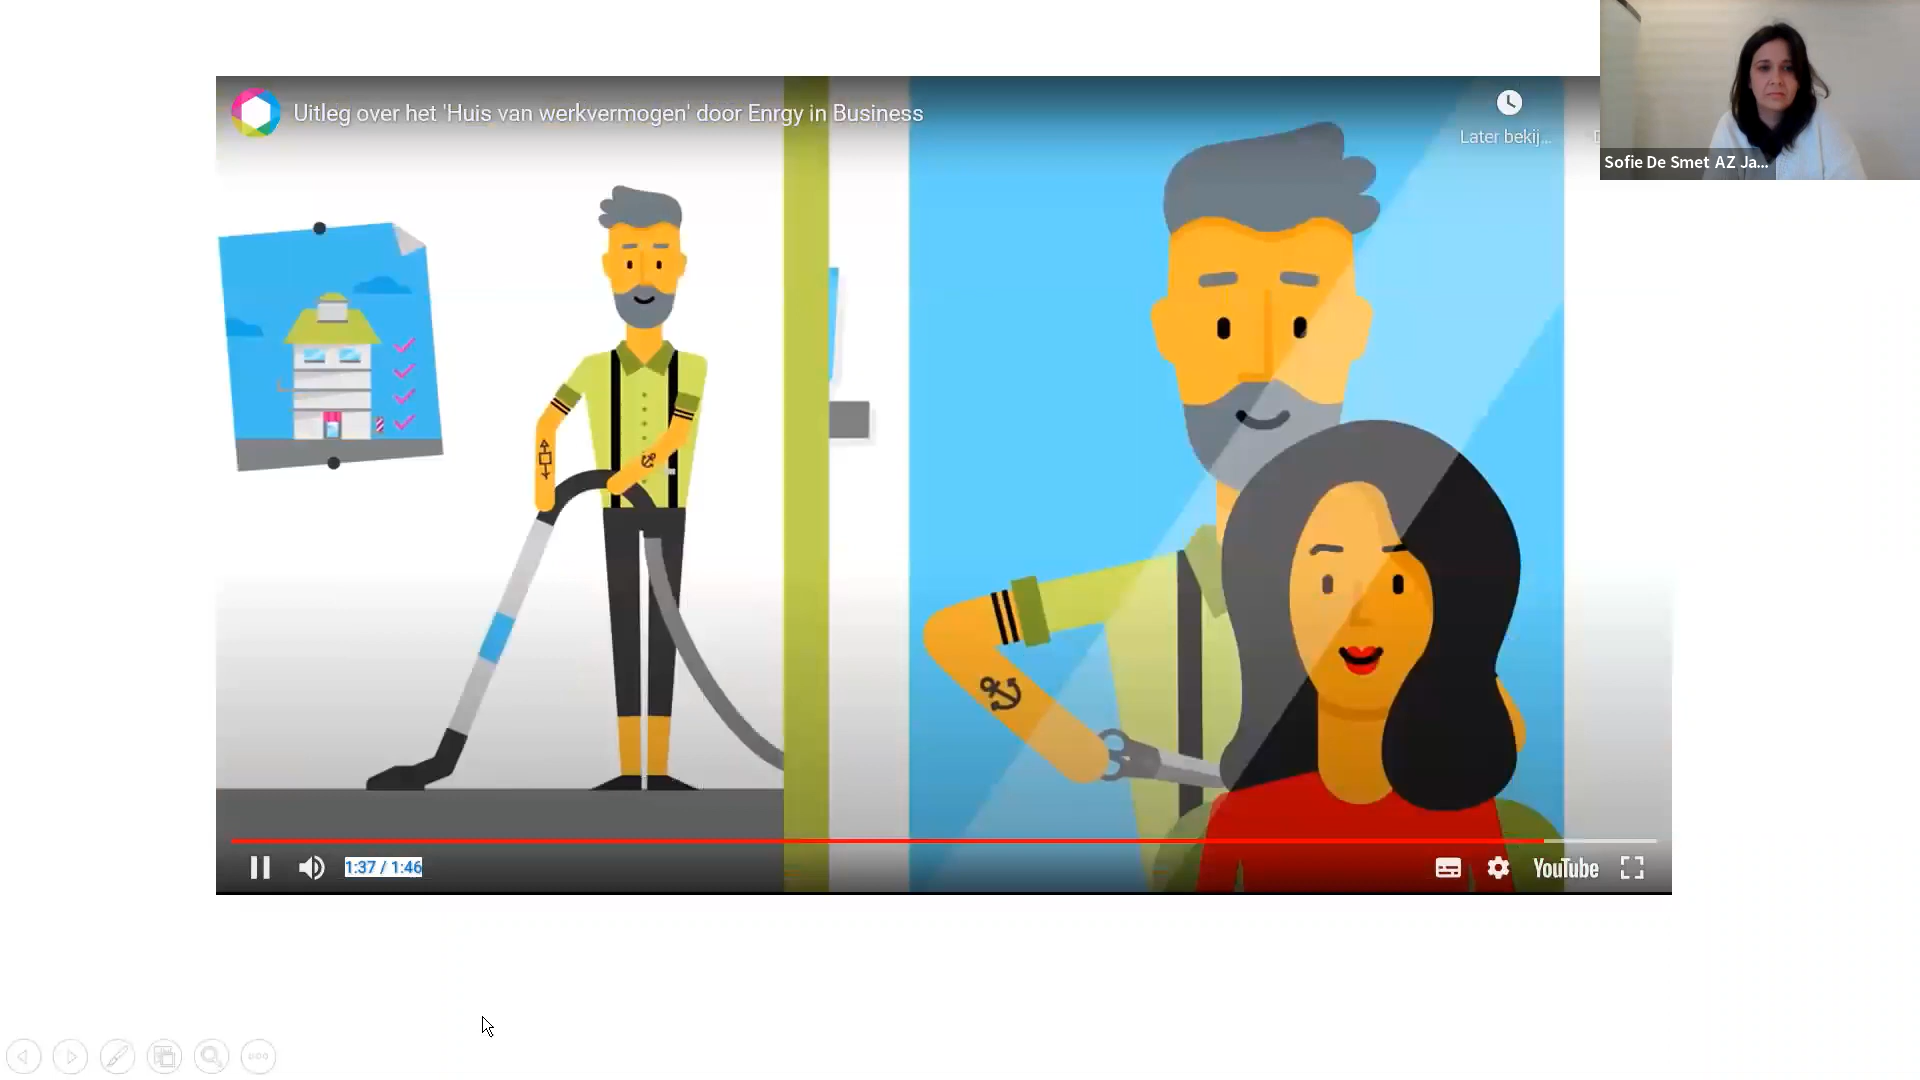 Uitleg over het 'Huis van werkvermogen' door Enrgy in Business
Later bekij...
Sofie De Smet AZ Ja...
1:37 / 1:46
YouTube